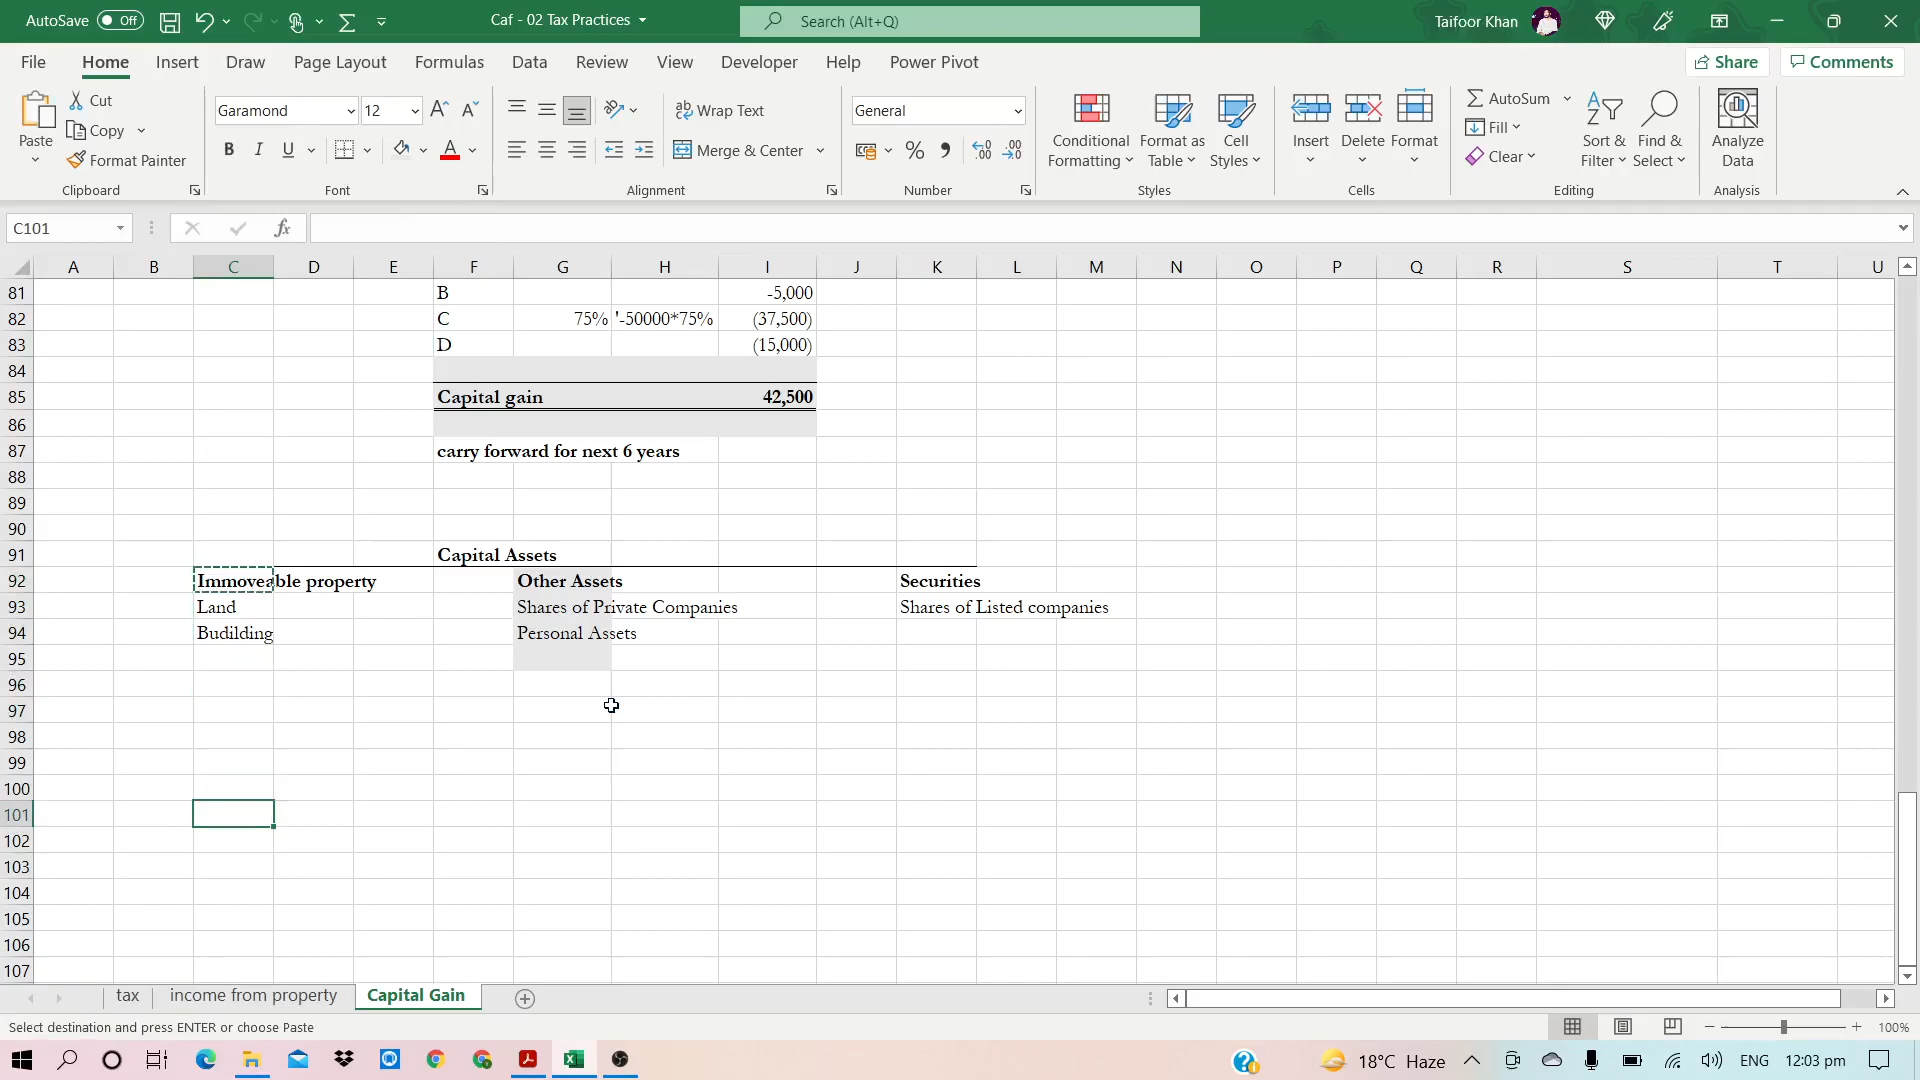 AutoSave Off Caf - 02 Tax Practices Search (Alt+Q) Taifoor Khan
File Home Insert Draw Page Layout Formulas Data Review View Developer Help Power Pivot Share Comments
Paste Cut Copy Format Painter Clipboard
Garamond 12 B I U A Font
Wrap Text Merge & Center Alignment
General % Number
Conditional Formatting Format as Table Cell Styles Styles
Insert Delete Format Cells
AutoSum Fill Clear Sort & Filter Find & Select Editing
Analyze Data Analysis
C101 fx
A B C D E F G H I J K L M N O P Q R S T U
81 B -5,000
82 C 75% '-50000*75% (37,500)
83 D (15,000)
84
85 Capital gain 42,500
86
87 carry forward for next 6 years
88
89
90
91 Capital Assets
92 Immoveable property Other Assets Securities
93 Land Shares of Private Companies Shares of Listed companies
94 Budilding Personal Assets
95
96
97
98
99
100
101
102
103
104
105
106
107
tax income from property Capital Gain
Select destination and press ENTER or choose Paste 100%
18°C Haze ENG 12:03 pm